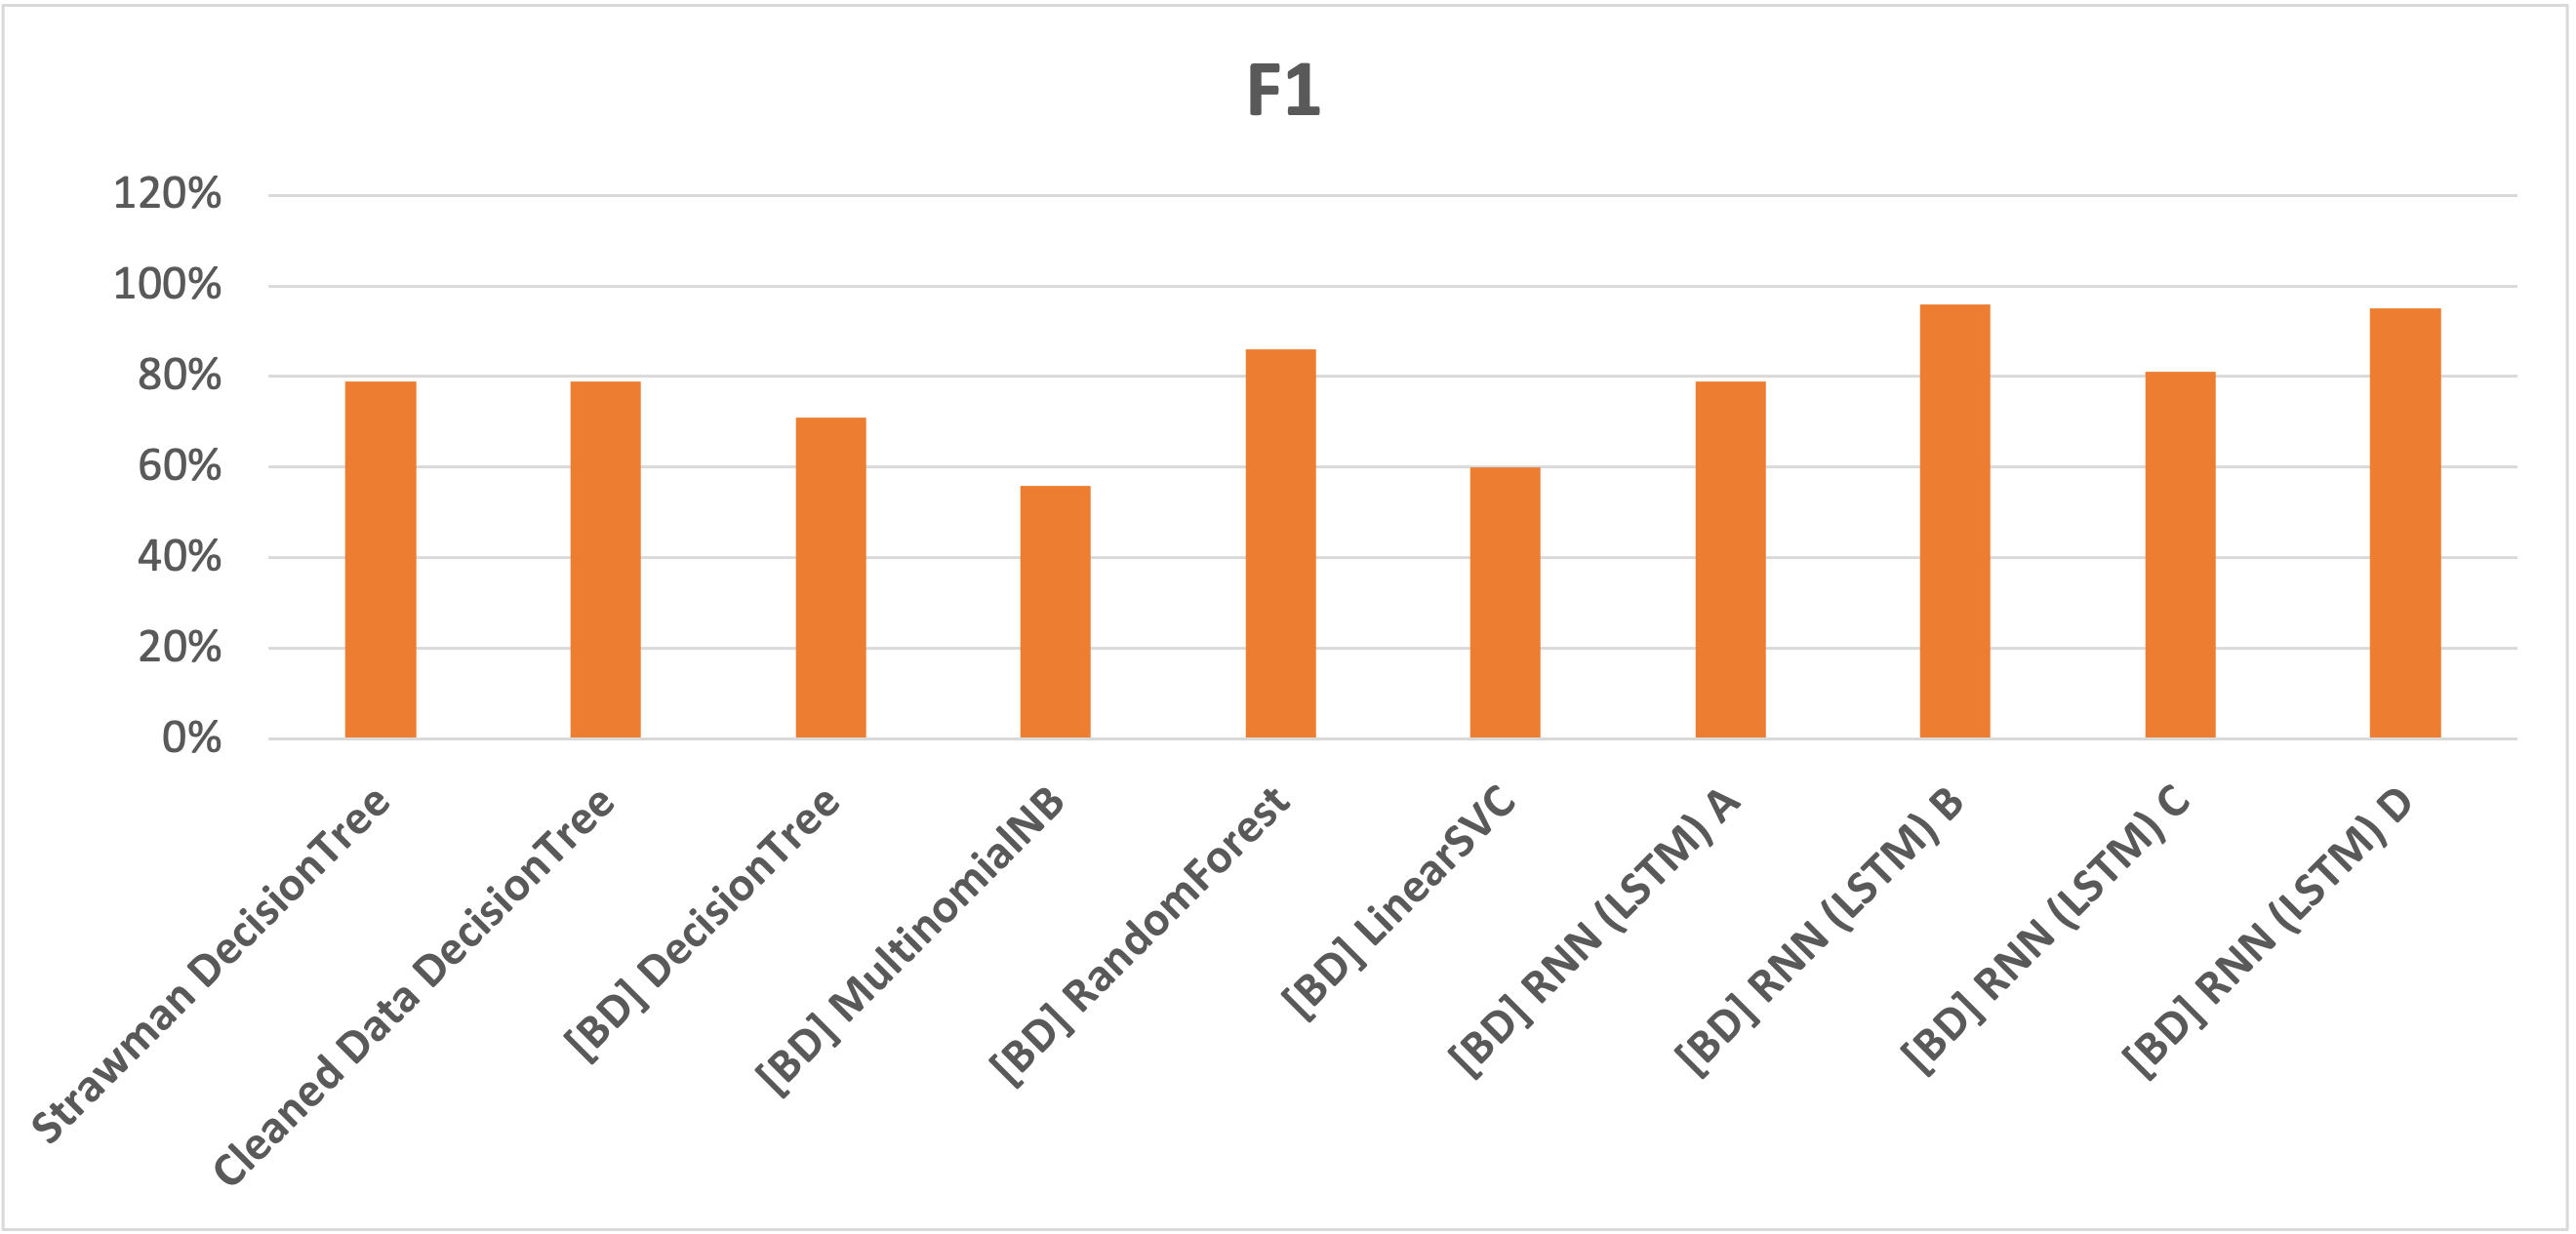 F1
120%
100%
80%
60%
40%
20%
0%
Strawman DecisionTree
Cleaned Data DecisionTree
[BD] DecisionTree
[BD] MultinomialNB
[BD] RandomForest
[BD] LinearSVC
[BD] RNN (LSTM) A
[BD] RNN (LSTM) B
[BD] RNN (LSTM) C
[BD] RNN (LSTM) D